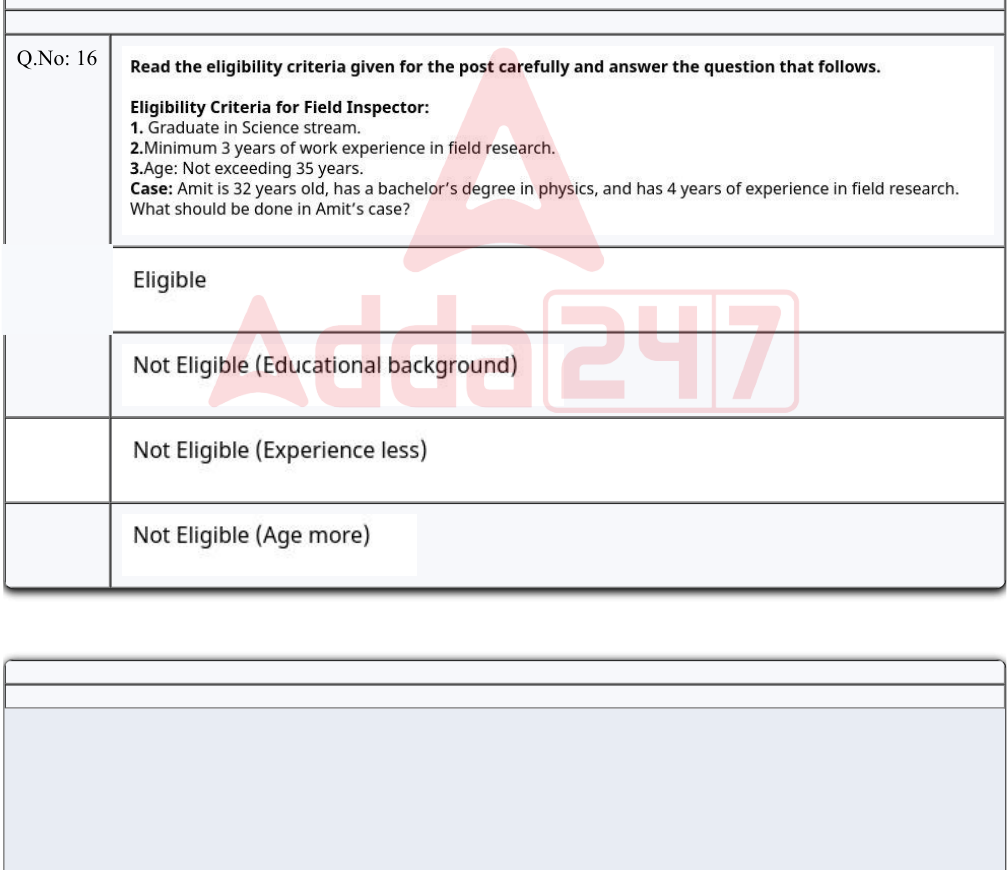 Q.No: 16
Read the eligibility criteria given for the post carefully and answer the question that follows.
Eligibility Criteria for Field Inspector:
1. Graduate in Science stream.
2.Minimum 3 years of work experience in field research.
3.Age: Not exceeding 35 years.
Case: Amit is 32 years old, has a bachelor’s degree in physics, and has 4 years of experience in field research.
What should be done in Amit’s case?
Eligible
Adda247
Not Eligible (Educational background)
Not Eligible (Experience less)
Not Eligible (Age more)